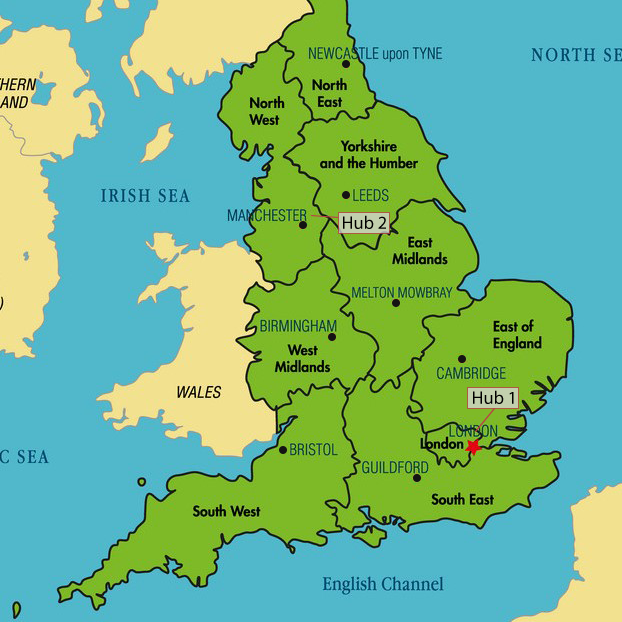 NEWCASTLE upon TYNE
NORTH SE
THERN
AND
North
East
North
West
Yorkshire
and the Humber
IRISH SEA
LEEDS
MANCHESTER
Hub 2
East
Midlands
MELTON MOWBRAY
)
BIRMINGHAM
East of
England
West
Midlands
CAMBRIDGE
WALES
Hub 1
LONDON
London
C SEA
BRISTOL
GUILDFORD
South East
South West
English Channel